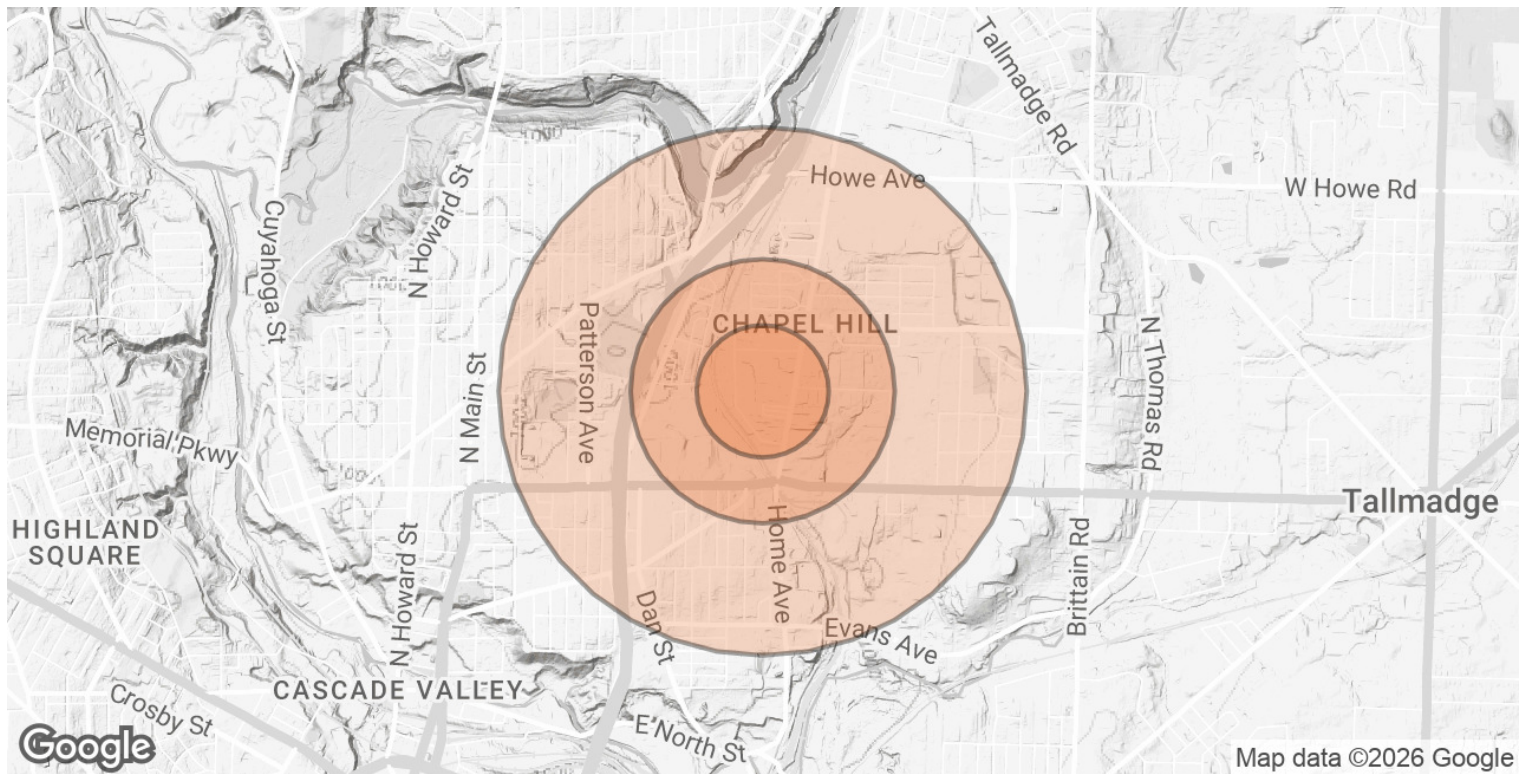 Tallmadge Rd
Howe Ave
W Howe Rd
N Howard St
Cuyahoga St
CHAPEL HILL
Patterson Ave
N Main St
N Thomas Rd
Memorial Pkwy
Tallmadge
HIGHLAND
SQUARE
Home Ave
N Howard St
Brittain Rd
Dan St
Evans Ave
CASCADE VALLEY
Crosby St
E North St
Google
Map data ©2026 Google